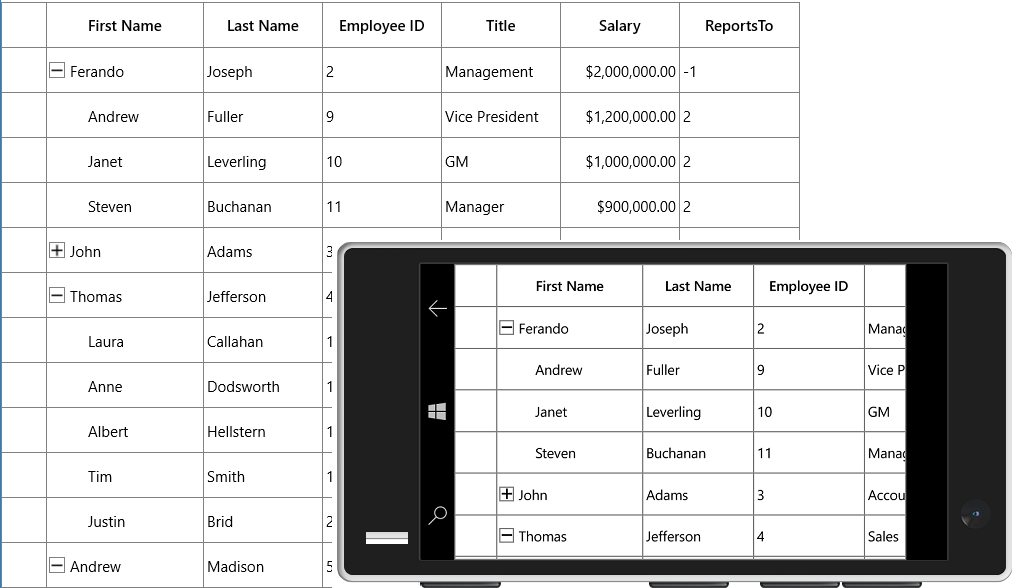 First Name Last Name Employee ID Title Salary ReportsTo
Ferando Joseph 2 Management $2,000,000.00 -1
Andrew Fuller 9 Vice President $1,200,000.00 2
Janet Leverling 10 GM $1,000,000.00 2
Steven Buchanan 11 Manager $900,000.00 2
John Adams 3
Thomas Jefferson 4
Laura Callahan 1
Anne Dodsworth 1
Albert Hellstern 1
Tim Smith 1
Justin Brid 2
Andrew Madison 5
First Name Last Name Employee ID
Ferando Joseph 2 Manag
Andrew Fuller 9 Vice P
Janet Leverling 10 GM
Steven Buchanan 11 Manag
John Adams 3 Accou
Thomas Jefferson 4 Sales